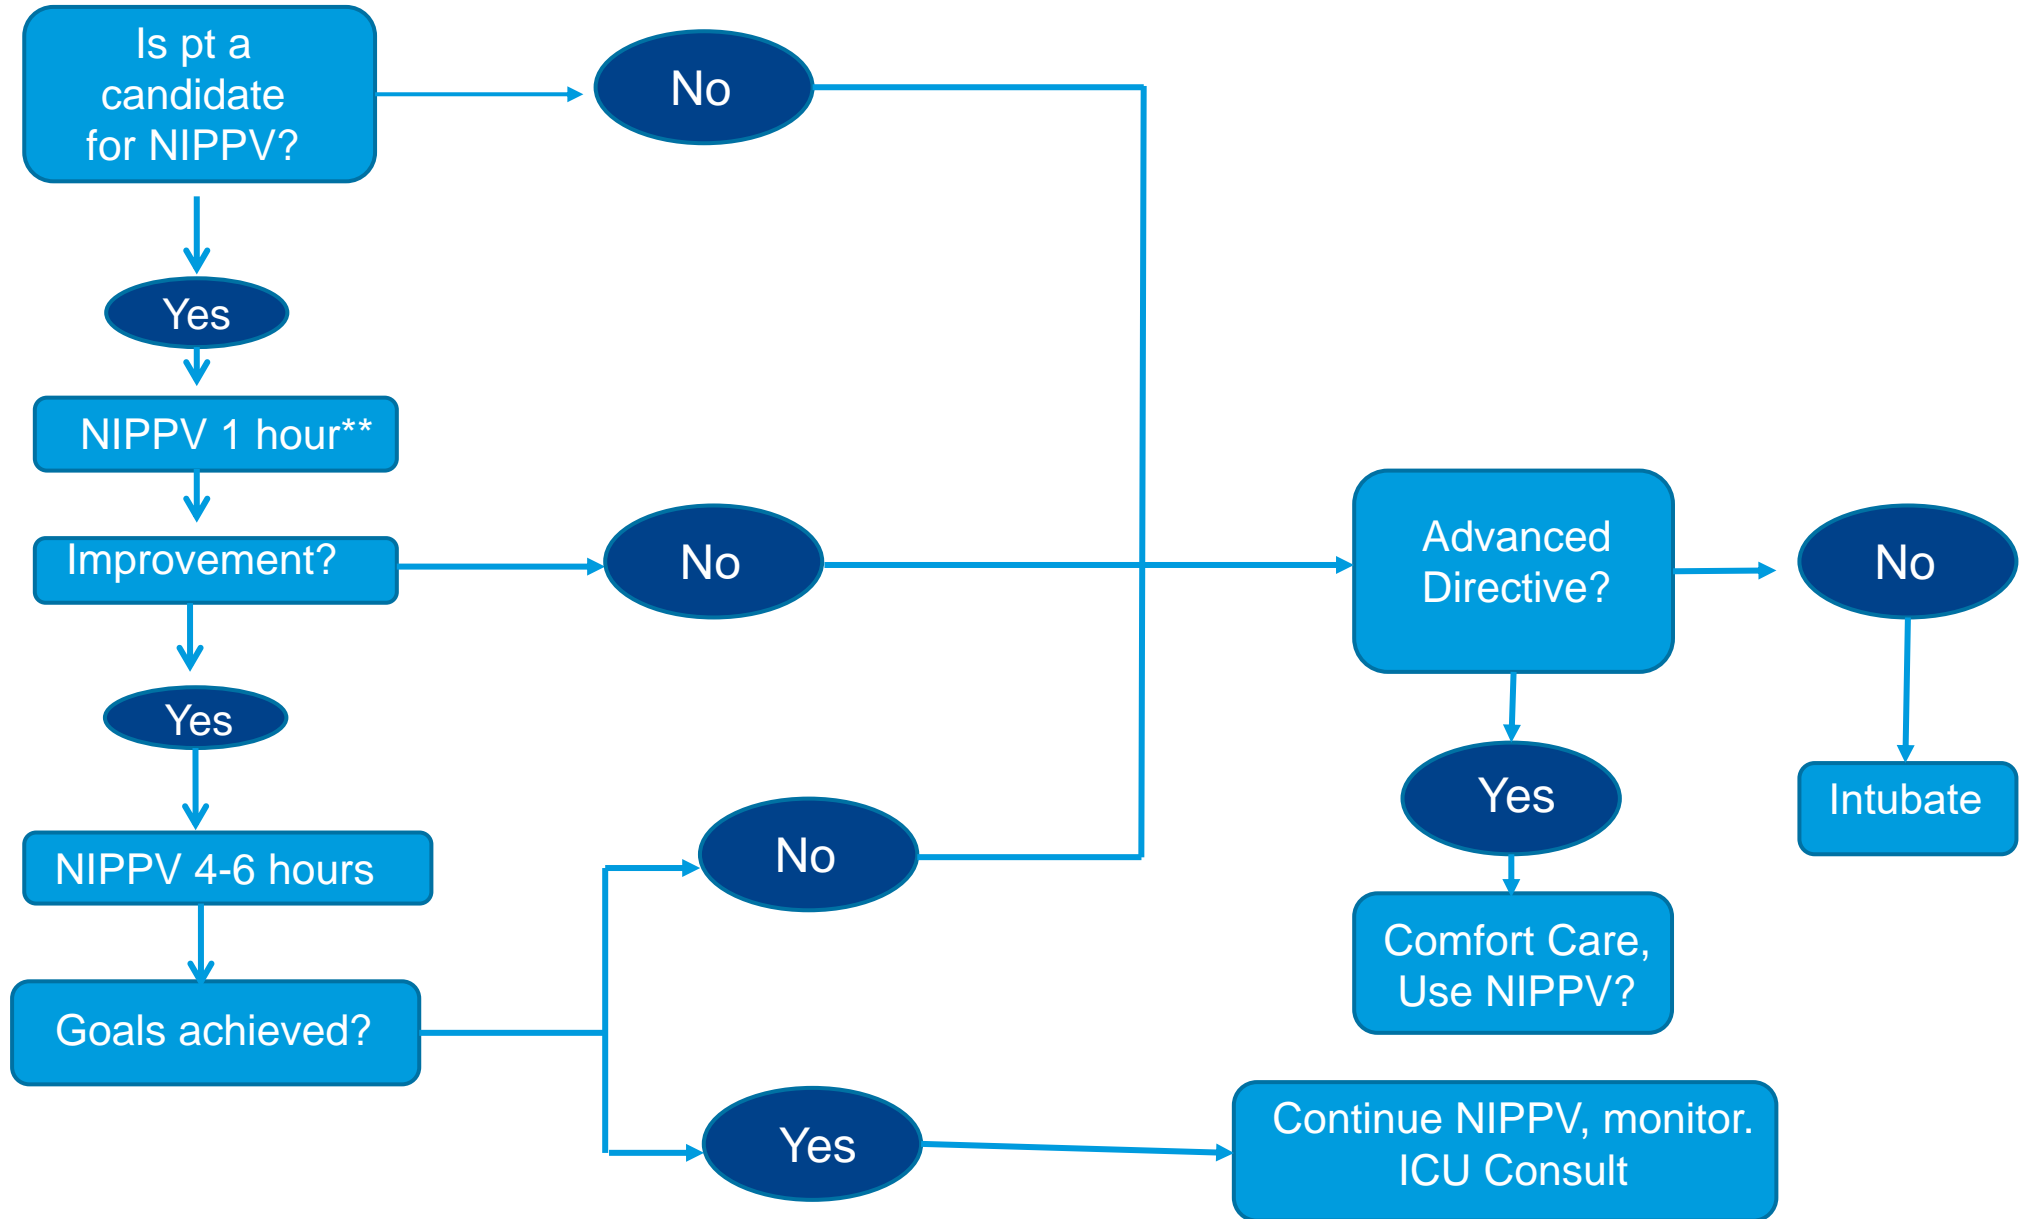 Is pt a
candidate
for NIPPV?
No
Yes
NIPPV 1 hour**
Improvement?
No
Advanced
Directive?
No
Yes
NIPPV 4-6 hours
No
Yes
Intubate
Comfort Care,
Use NIPPV?
Goals achieved?
Yes
Continue NIPPV, monitor.
ICU Consult